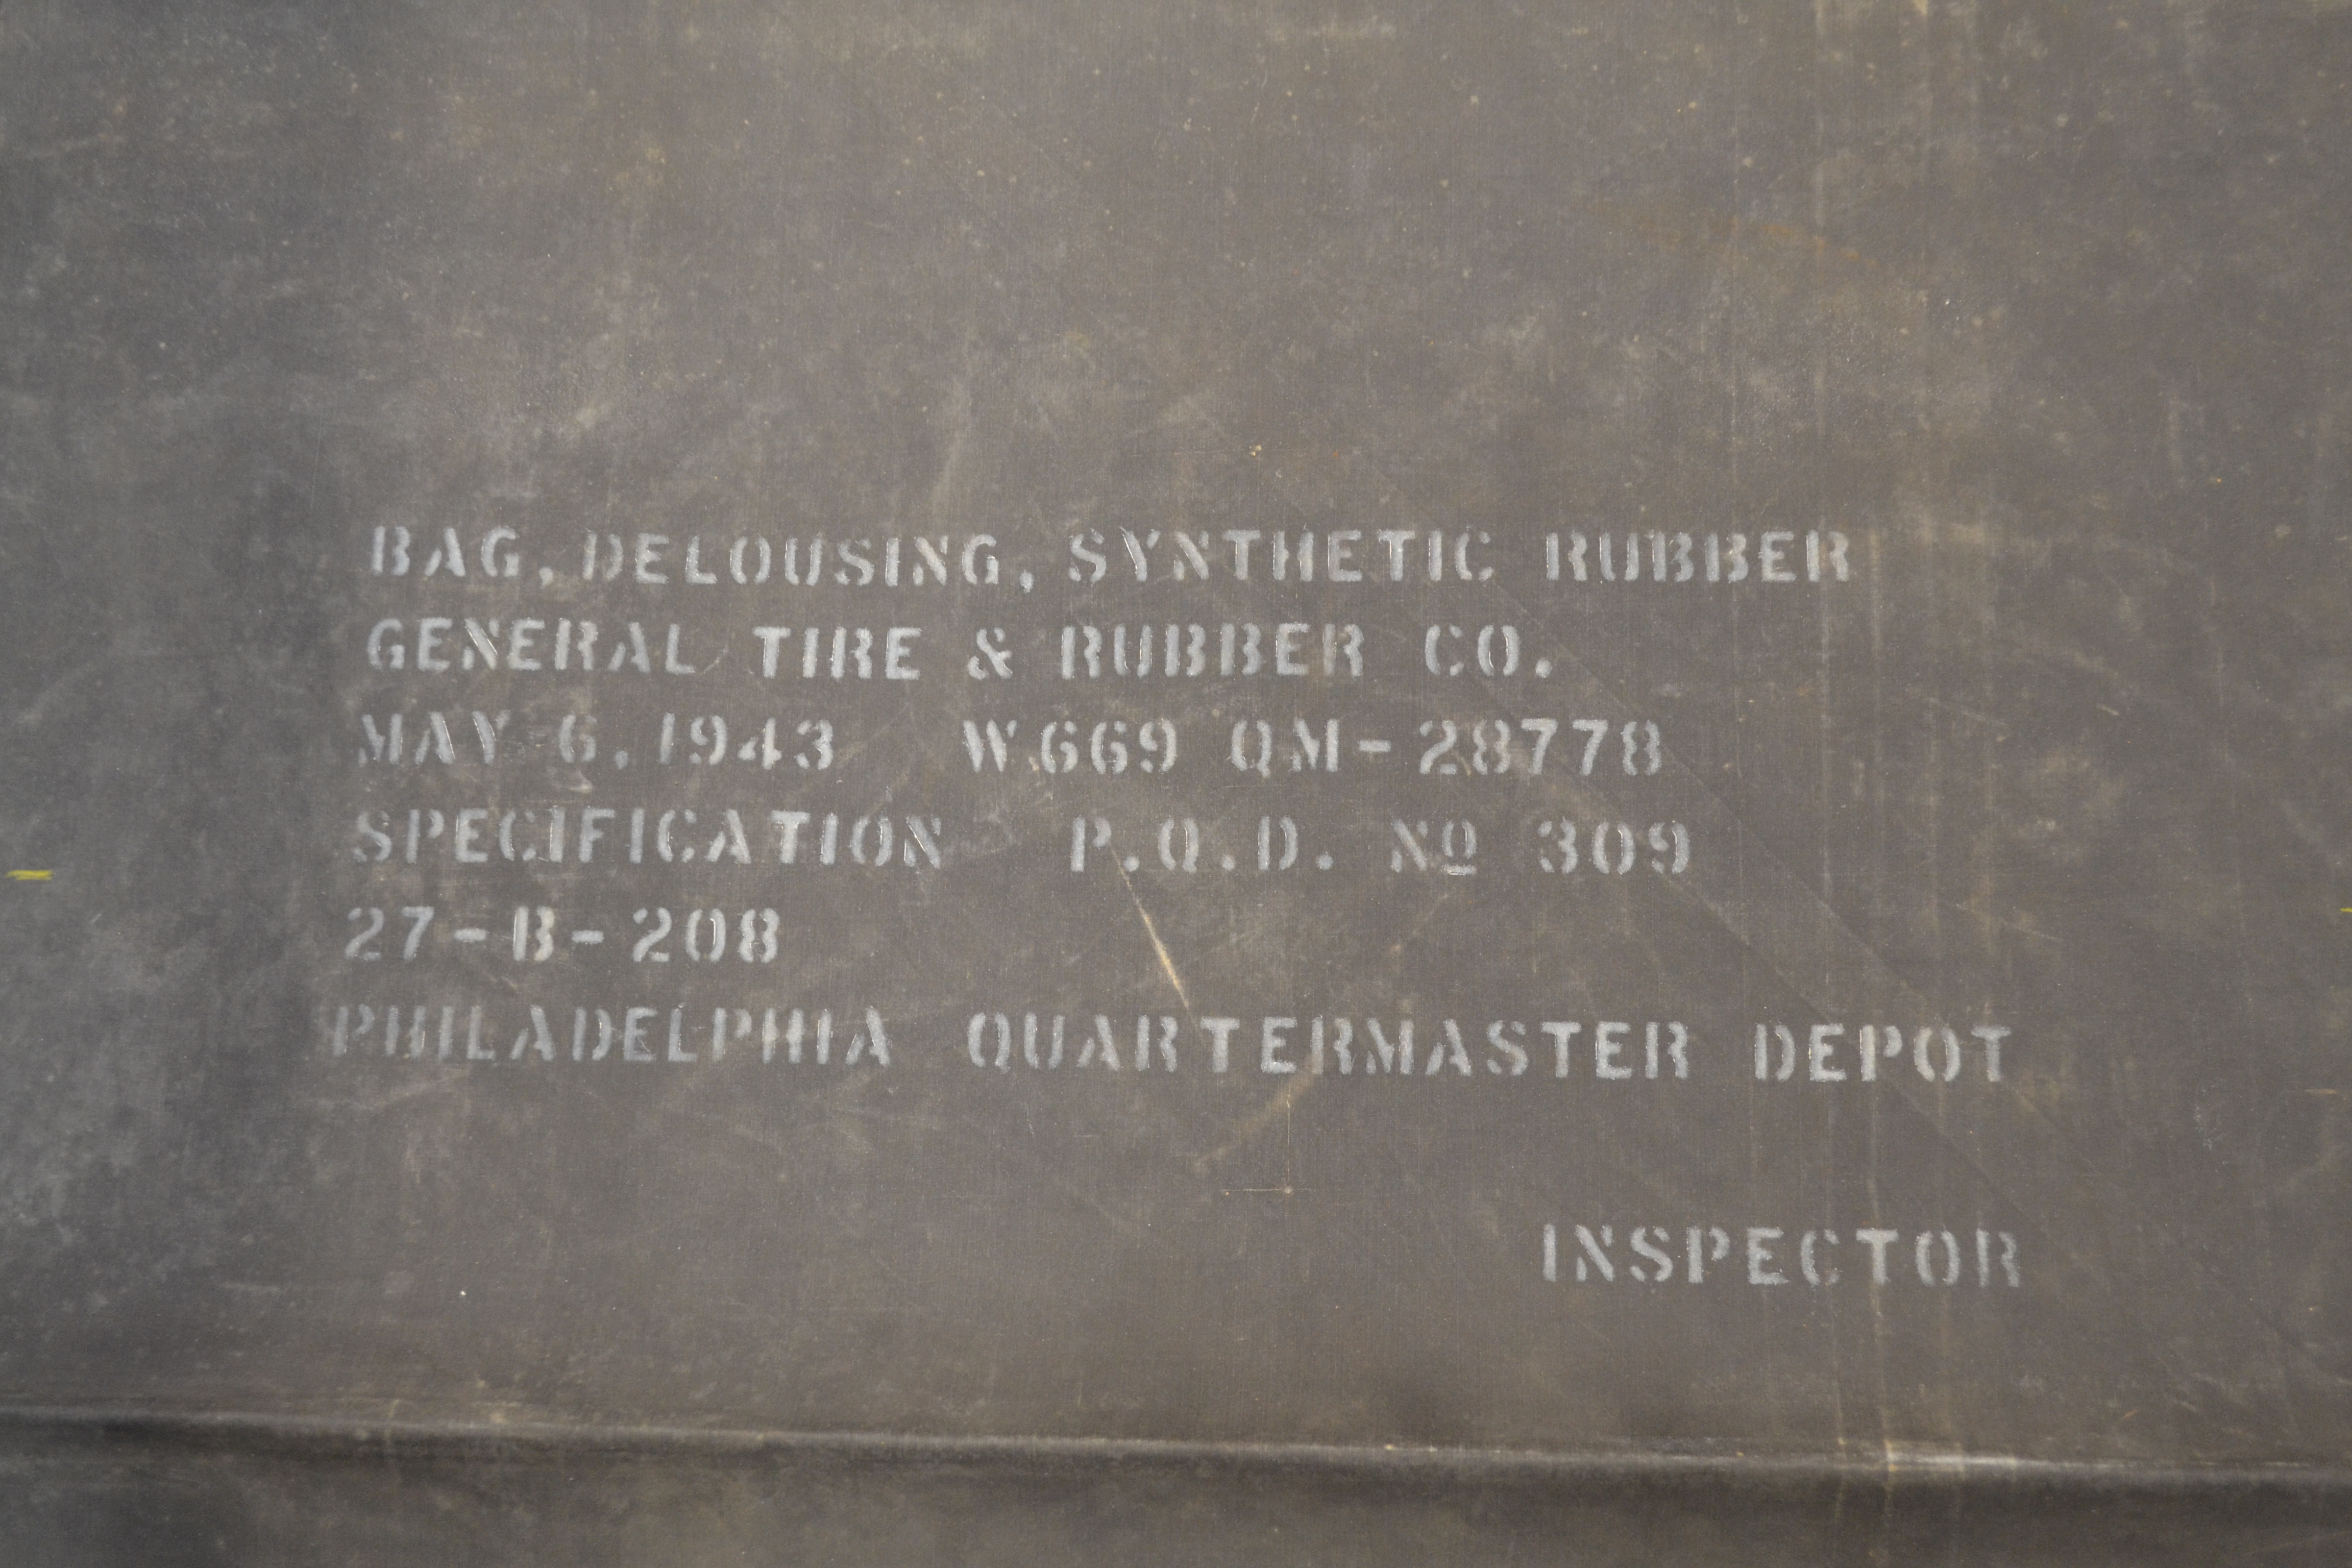 BAG, DELOUSING, SYNTHETIC RUBBER
GENERAL TIRE & RUBBER CO.
MAY 6, 1943 W669 QM-28778
SPECIFICATION P.Q.D. Nº 309
27-B-208
PHILADELPHIA QUARTERMASTER DEPOT
INSPECTOR